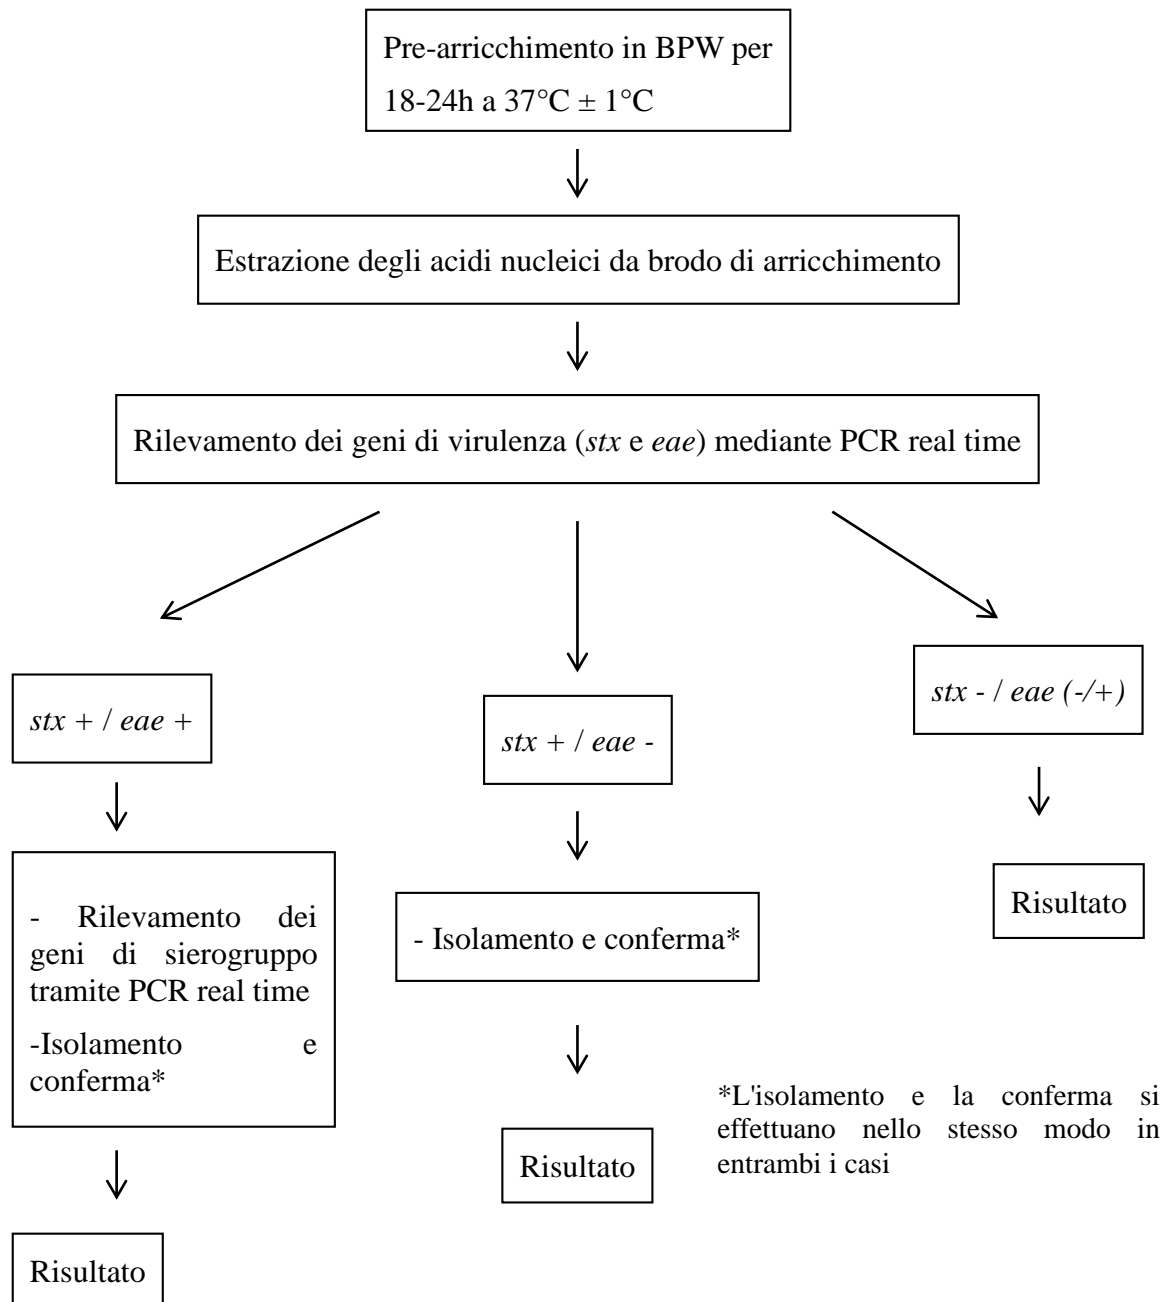 Pre-arricchimento in BPW per
18-24h a 37°C ± 1°C
Estrazione degli acidi nucleici da brodo di arricchimento
Rilevamento dei geni di virulenza (stx e eae) mediante PCR real time
stx + / eae +
stx + / eae -
stx - / eae (-/+)
- Rilevamento dei
geni di sierogruppo
tramite PCR real time
-Isolamento e
conferma*
- Isolamento e conferma*
Risultato
*L'isolamento e la conferma si
effettuano nello stesso modo in
entrambi i casi
Risultato
Risultato